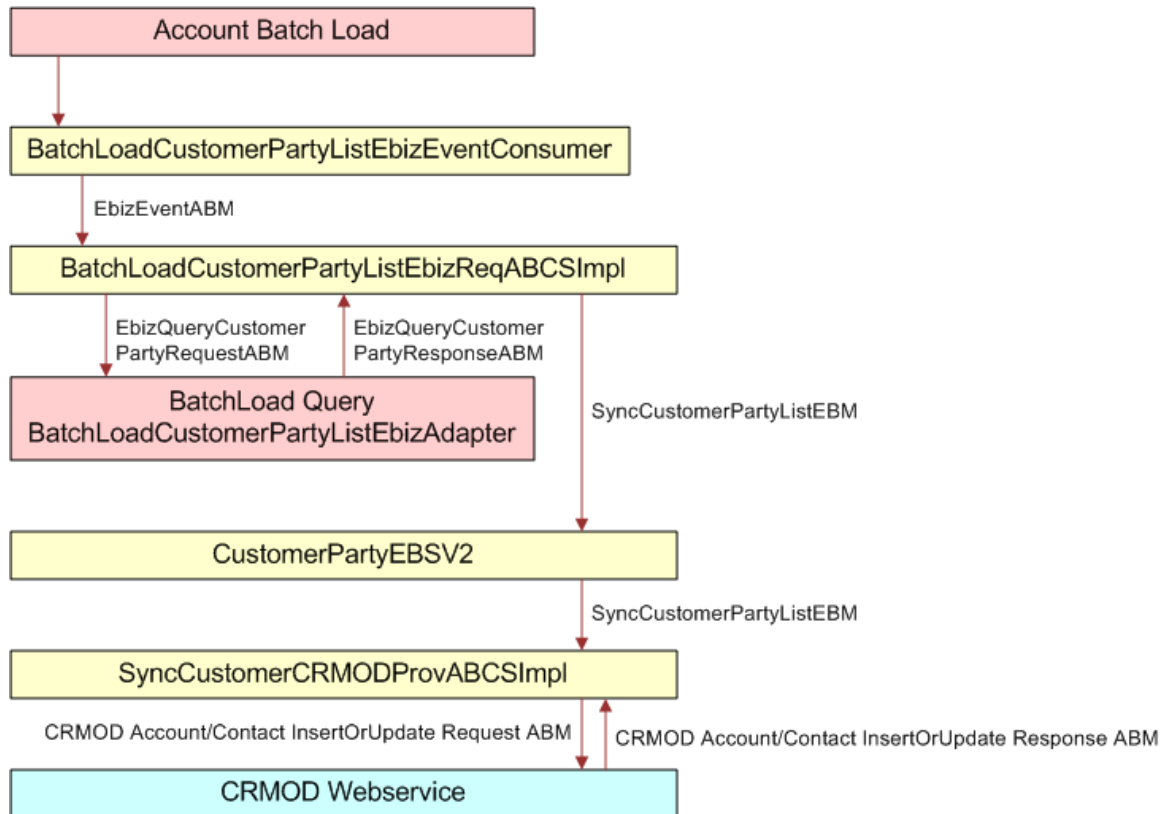 Account Batch Load
BatchLoadCustomerPartyListEbizEventConsumer
EbizEventABM
BatchLoadCustomerPartyListEbizReqABCSImpl
EbizQueryCustomer
PartyRequestABM
EbizQueryCustomer
PartyResponseABM
SyncCustomerPartyListEBM
BatchLoad Query
BatchLoadCustomerPartyListEbizAdapter
CustomerPartyEBSV2
SyncCustomerPartyListEBM
SyncCustomerCRMODProvABCSImpl
CRMOD Account/Contact InsertOrUpdate Request ABM
CRMOD Account/Contact InsertOrUpdate Response ABM
CRMOD Webservice